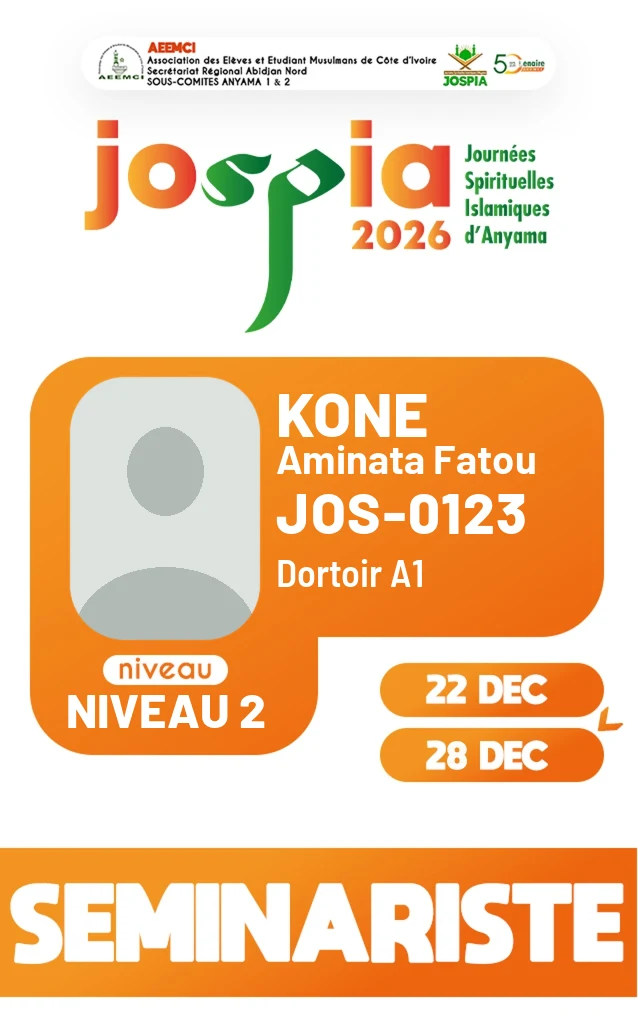 AEEMCI
Association des Elèves et Etudiant Musulmans de Côte d'Ivoire
Secrétariat Régional Abidjan Nord
SOUS-COMITES ANYAMA 1 & 2
AEEMCI
JOSPIA
jospia
2026
Journées
Spirituelles
Islamiques
d'Anyama
KONE
Aminata Fatou
JOS-0123
Dortoir A1
niveau
NIVEAU 2
22 DEC
28 DEC
SEMINARISTE